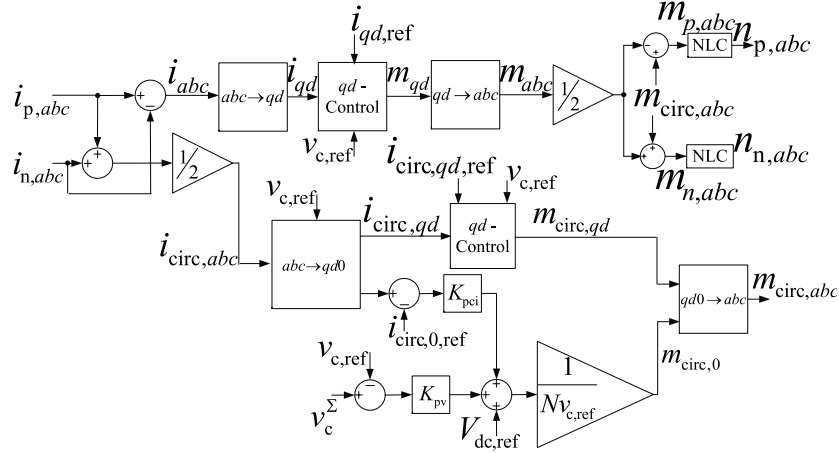 i_p,abc
i_n,abc
i_abc
abc→qd
i_qd
i_qd,ref
qd - Control
v_c,ref
m_qd
qd→abc
m_abc
1/2
m_p,abc
NLC
n_p,abc
m_circ,abc
NLC
n_n,abc
m_n,abc
1/2
i_circ,abc
v_c,ref
abc→qd0
i_circ,qd
i_circ,qd,ref
v_c,ref
qd - Control
m_circ,qd
K_pci
i_circ,0,ref
qd0→abc
m_circ,abc
v_c,ref
v_c^Σ
K_pv
V_dc,ref
1
Nv_c,ref
m_circ,0